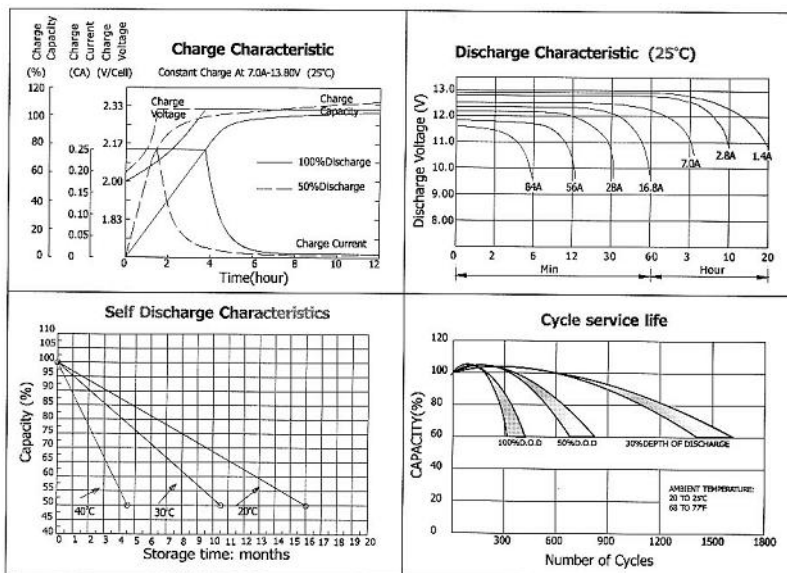 Charge Capacity
Charge Current
Charge Voltage
(%) (CA) (V/Cell)
Charge Characteristic
Constant Charge At 7.0A-13.80V (25°C)
120
100
80
60
40
20
0
0.25
0.20
0.15
0.10
0.05
0
2.33
2.17
2.00
1.83
Charge Voltage
Charge Capacity
100%Discharge
50%Discharge
Charge Current
0 2 4 6 8 10 12
Time(hour)
Discharge Characteristic (25°C)
Discharge Voltage (V)
13.0
12.0
11.0
10.0
9.00
8.00
7.00
84A 56A 28A 16.8A 7.0A 2.8A 1.4A
0 2 6 12 30 60 3 10 20
Min Hour
Self Discharge Characteristics
Capacity (%)
110
105
100
95
90
85
80
75
70
65
60
55
50
45
40
40°C 30°C 20°C
0 1 2 3 4 5 6 7 8 9 10 11 12 13 14 15 16 17 18 19 20
Storage time: months
Cycle service life
CAPACITY(%)
120
100
80
60
40
20
0
100%D.O.D 50%D.O.D 30%DEPTH OF DISCHARGE
AMBIENT TEMPERATURE:
20 TO 25°C
68 TO 77°F
300 600 900 1200 1500 1800
Number of Cycles